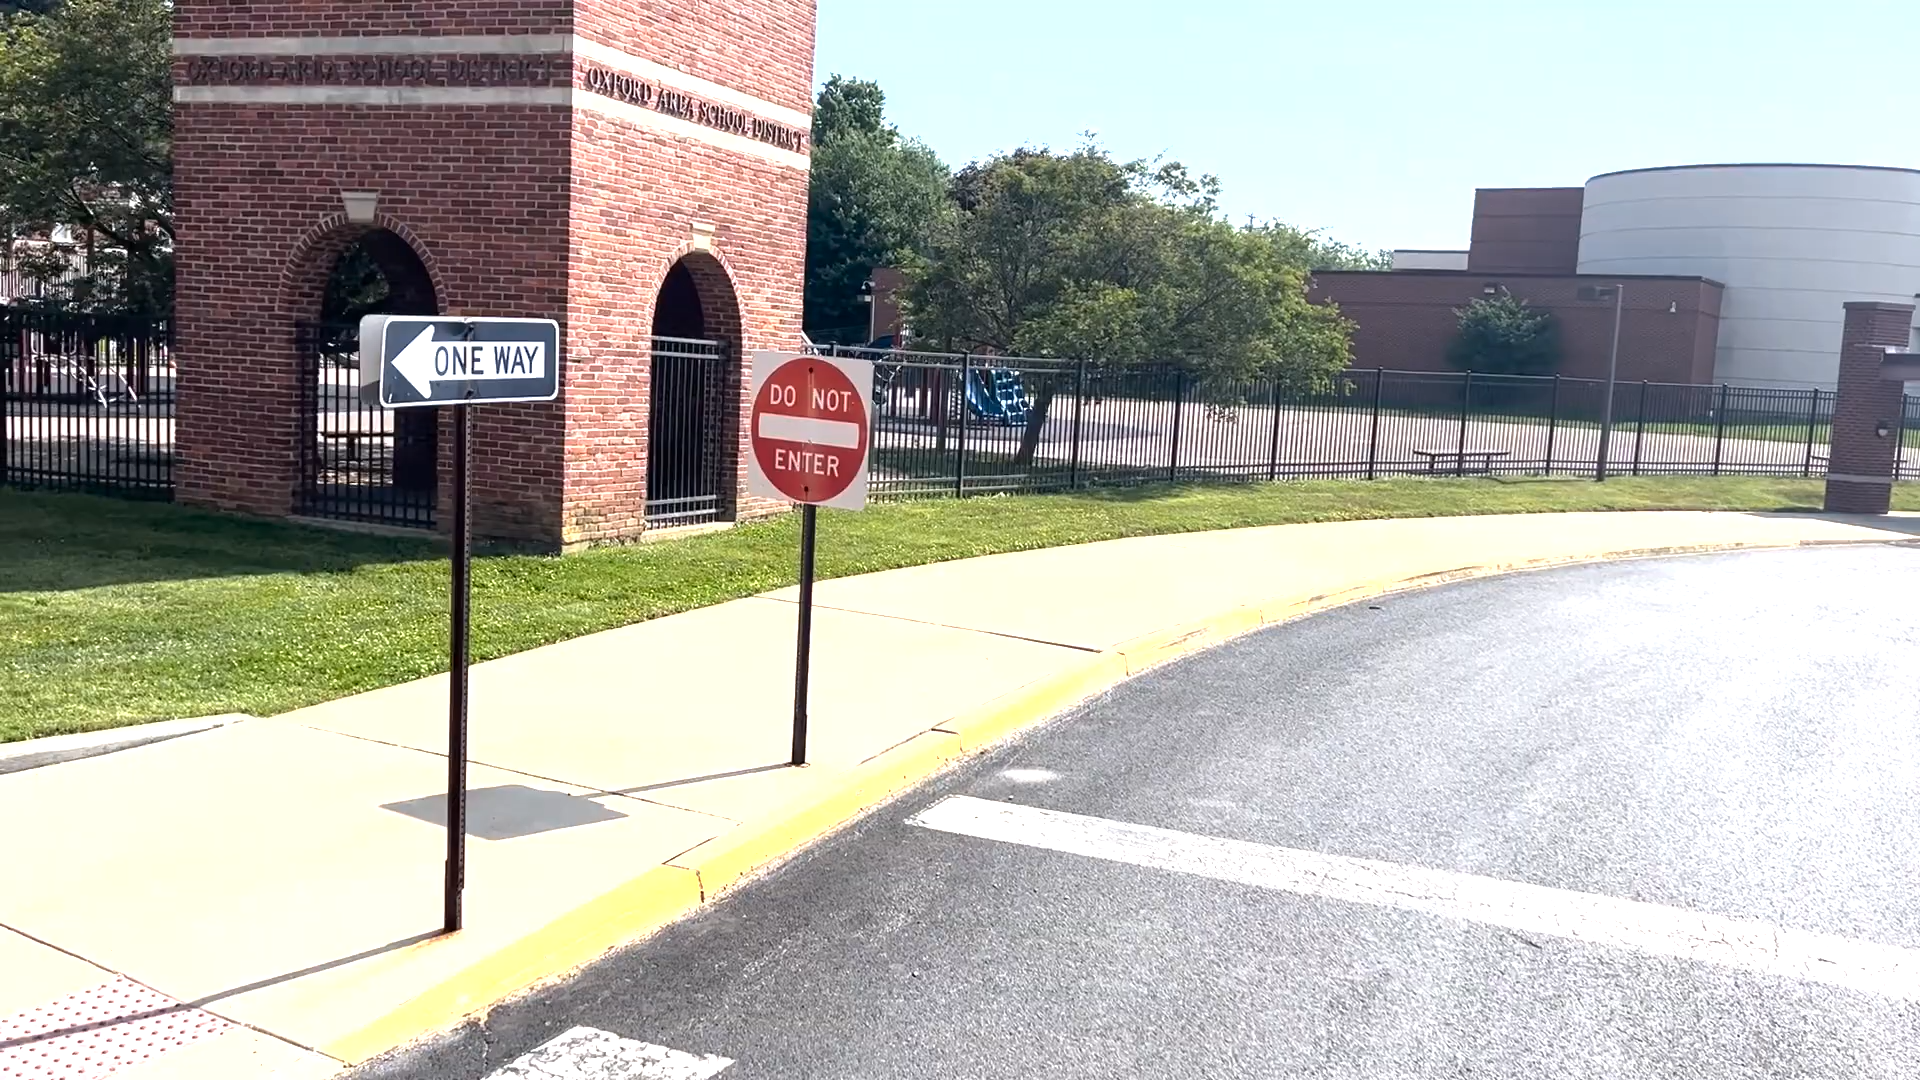 OXFORD AREA SCHOOL DISTRICT
OXFORD AREA SCHOOL DISTRICT
ONE WAY
DO NOT
ENTER